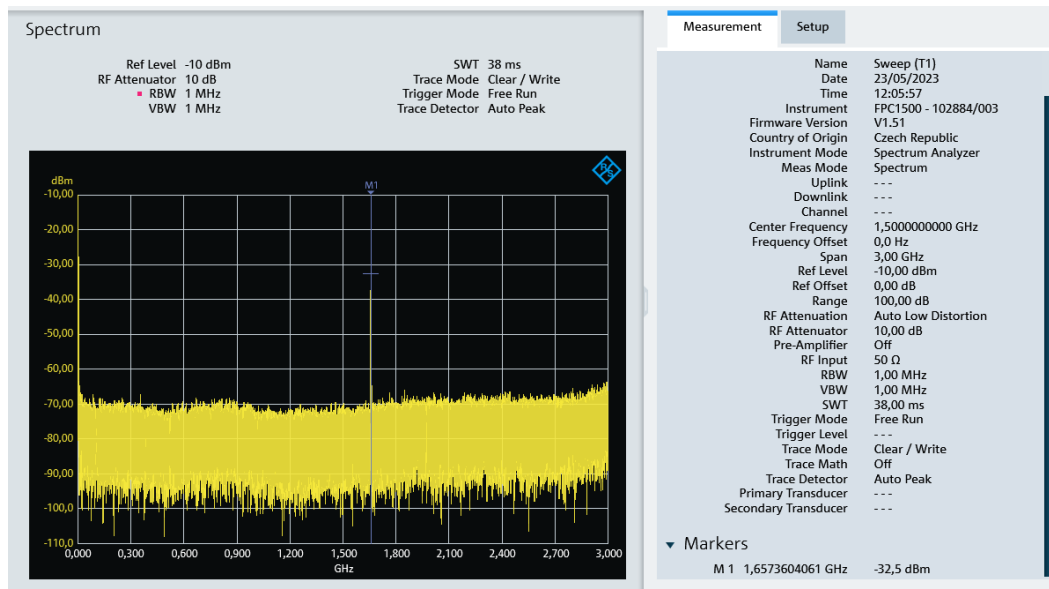 Spectrum
Ref Level -10 dBm
RF Attenuator 10 dB
RBW 1 MHz
VBW 1 MHz
SWT 38 ms
Trace Mode Clear / Write
Trigger Mode Free Run
Trace Detector Auto Peak
dBm
M1
R&S
-10,00
-20,00
-30,00
-40,00
-50,00
-60,00
-70,00
-80,00
-90,00
-100,0
-110,0
0,000 0,300 0,600 0,900 1,200 1,500 1,800 2,100 2,400 2,700 3,000
GHz
Measurement Setup
Name Sweep (T1)
Date 23/05/2023
Time 12:05:57
Instrument FPC1500 - 102884/003
Firmware Version V1.51
Country of Origin Czech Republic
Instrument Mode Spectrum Analyzer
Meas Mode Spectrum
Uplink - - -
Downlink - - -
Channel - - -
Center Frequency 1,5000000000 GHz
Frequency Offset 0,0 Hz
Span 3,00 GHz
Ref Level -10,00 dBm
Ref Offset 0,00 dB
Range 100,00 dB
RF Attenuation Auto Low Distortion
RF Attenuator 10,00 dB
Pre-Amplifier Off
RF Input 50 Ω
RBW 1,00 MHz
VBW 1,00 MHz
SWT 38,00 ms
Trigger Mode Free Run
Trigger Level - - -
Trace Mode Clear / Write
Trace Math Off
Trace Detector Auto Peak
Primary Transducer - - -
Secondary Transducer - - -
Markers
M 1 1,6573604061 GHz -32,5 dBm